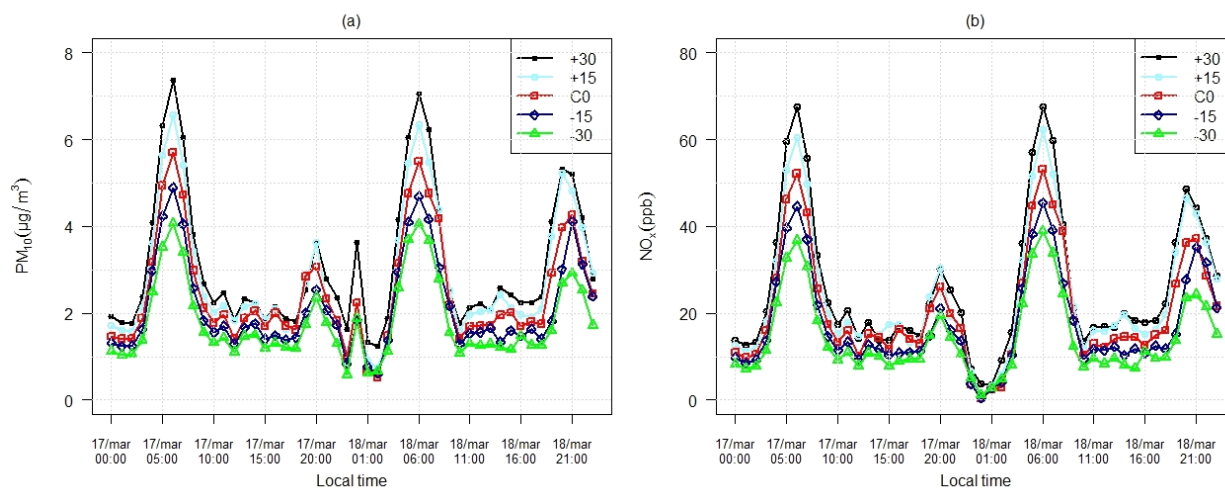 (a)
8
6
4
2
0
PM₁₀(µg/m³)
+30
+15
C0
-15
-30
17/mar 17/mar 17/mar 17/mar 17/mar 18/mar 18/mar 18/mar 18/mar 18/mar
00:00 05:00 10:00 15:00 20:00 01:00 06:00 11:00 16:00 21:00
Local time
(b)
80
60
40
20
0
NOₓ(ppb)
+30
+15
C0
-15
-30
17/mar 17/mar 17/mar 17/mar 17/mar 18/mar 18/mar 18/mar 18/mar 18/mar
00:00 05:00 10:00 15:00 20:00 01:00 06:00 11:00 16:00 21:00
Local time